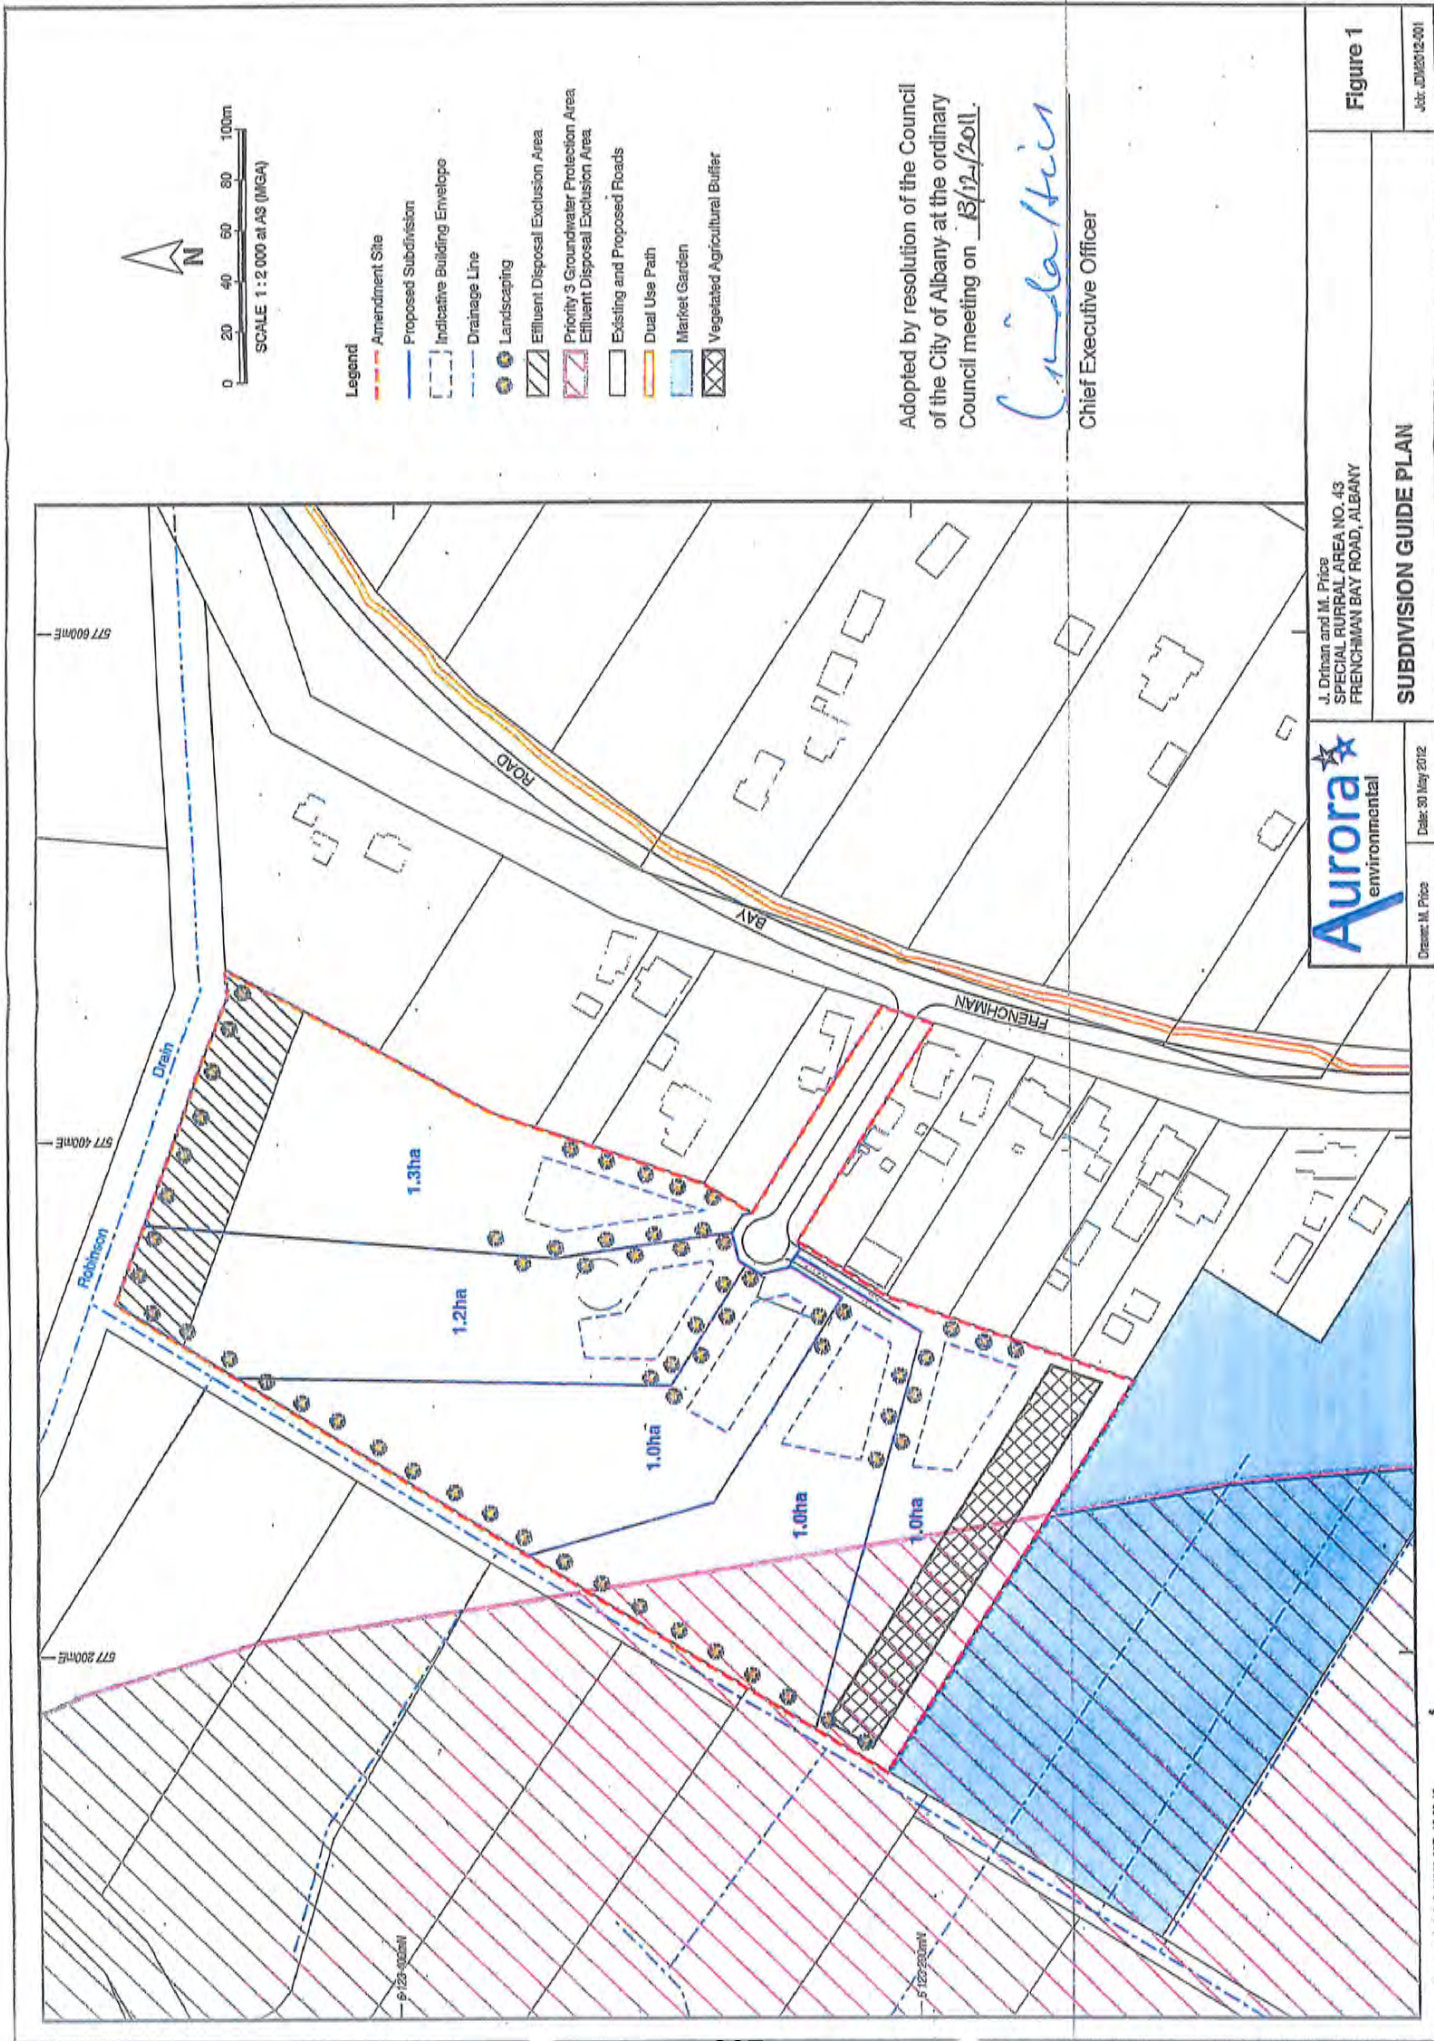 N
0 20 40 60 80 100m
SCALE 1 : 2 000 at A3 (MGA)
Legend
Amendment Site
Proposed Subdivision
Indicative Building Envelope
Drainage Line
Landscaping
Effluent Disposal Exclusion Area
Priority 3 Groundwater Protection Area
Effluent Disposal Exclusion Area
Existing and Proposed Roads
Dual Use Path
Market Garden
Vegetated Agricultural Buffer
Adopted by resolution of the Council
of the City of Albany at the ordinary
Council meeting on 13/12/2011.
Chief Executive Officer
577 200mE
577 400mE
577 600mE
Robinson
Drain
1.3ha
1.2ha
1.0ha
1.0ha
1.0ha
ROAD
BAY
FRENCHMAN
Aurora
environmental
Drawn: M. Price
Date: 30 May 2012
J. Drinan and M. Price
SPECIAL RURRAL AREA NO. 43
FRENCHMAN BAY ROAD, ALBANY
SUBDIVISION GUIDE PLAN
Figure 1
Job: JDM2012-001